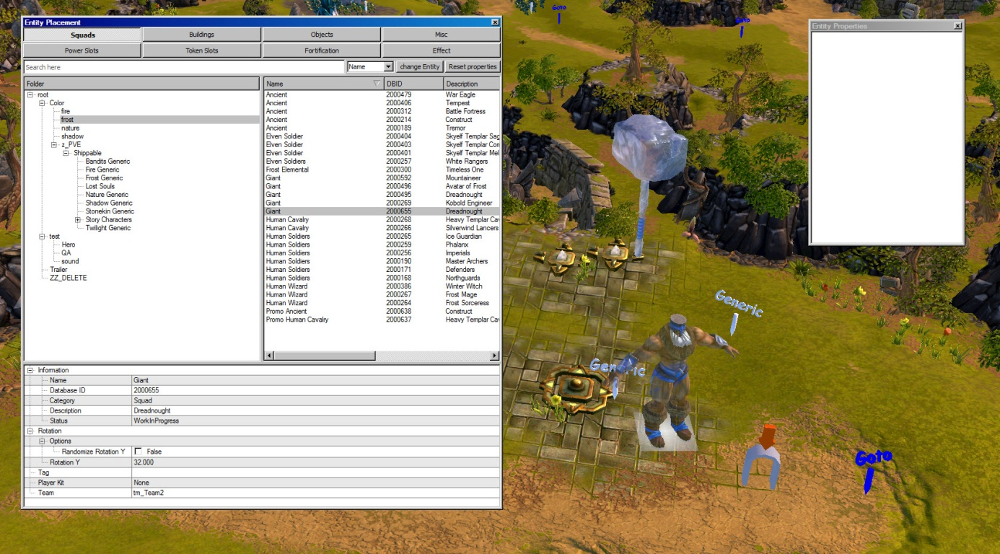 Goto
Goto
Entity Placement
Entity Properties
Squads Buildings Objects Misc
Power Slots Token Slots Fortification Effect
Search here Name change Entity Reset properties
Folder
root
Color
fire
frost
nature
shadow
z_PVE
Shippable
Bandits Generic
Fire Generic
Frost Generic
Lost Souls
Nature Generic
Shadow Generic
Stonekin Generic
Story Characters
Twilight Generic
test
Hero
QA
sound
Trailer
ZZ_DELETE
Name DBID Description
Ancient 2000479 War Eagle
Ancient 2000406 Tempest
Ancient 2000312 Battle Fortress
Ancient 2000214 Construct
Ancient 2000189 Tremor
Elven Soldier 2000404 Skyelf Templar Sag
Elven Soldier 2000403 Skyelf Templar Con
Elven Soldier 2000401 Skyelf Templar Mel
Elven Soldiers 2000257 White Rangers
Frost Elemental 2000300 Timeless One
Giant 2000592 Mountaineer
Giant 2000496 Avatar of Frost
Giant 2000495 Dreadnought
Giant 2000269 Kobold Engineer
Giant 2000655 Dreadnought
Human Cavalry 2000268 Heavy Templar Cav
Human Cavalry 2000266 Silverwind Lancers
Human Soldiers 2000265 Ice Guardian
Human Soldiers 2000259 Phalanx
Human Soldiers 2000256 Imperials
Human Soldiers 2000190 Master Archers
Human Soldiers 2000171 Defenders
Human Soldiers 2000168 Northguards
Human Wizard 2000386 Winter Witch
Human Wizard 2000267 Frost Mage
Human Wizard 2000264 Frost Sorceress
Promo Ancient 2000638 Construct
Promo Human Cavalry 2000637 Heavy Templar Cav
Generic
Generic
Goto
Information
Name Giant
Database ID 2000655
Category Squad
Description Dreadnought
Status WorkInProgress
Rotation
Options
Randomize Rotation Y False
Rotation Y 32.000
Tag
Player Kit None
Team tm_Team2